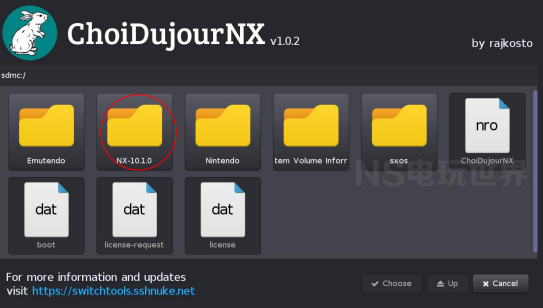 ChoiDujourNX v1.0.2
by rajkosto
sdmc:/
Emutendo
NX-10.1.0
Nintendo
tem Volume Inforr
sxos
nro
ChoiDujourNX
NS电玩世界
dat
dat
dat
boot
license-request
license
For more information and updates
visit https://switchtools.sshnuke.net
Choose
Up
Cancel